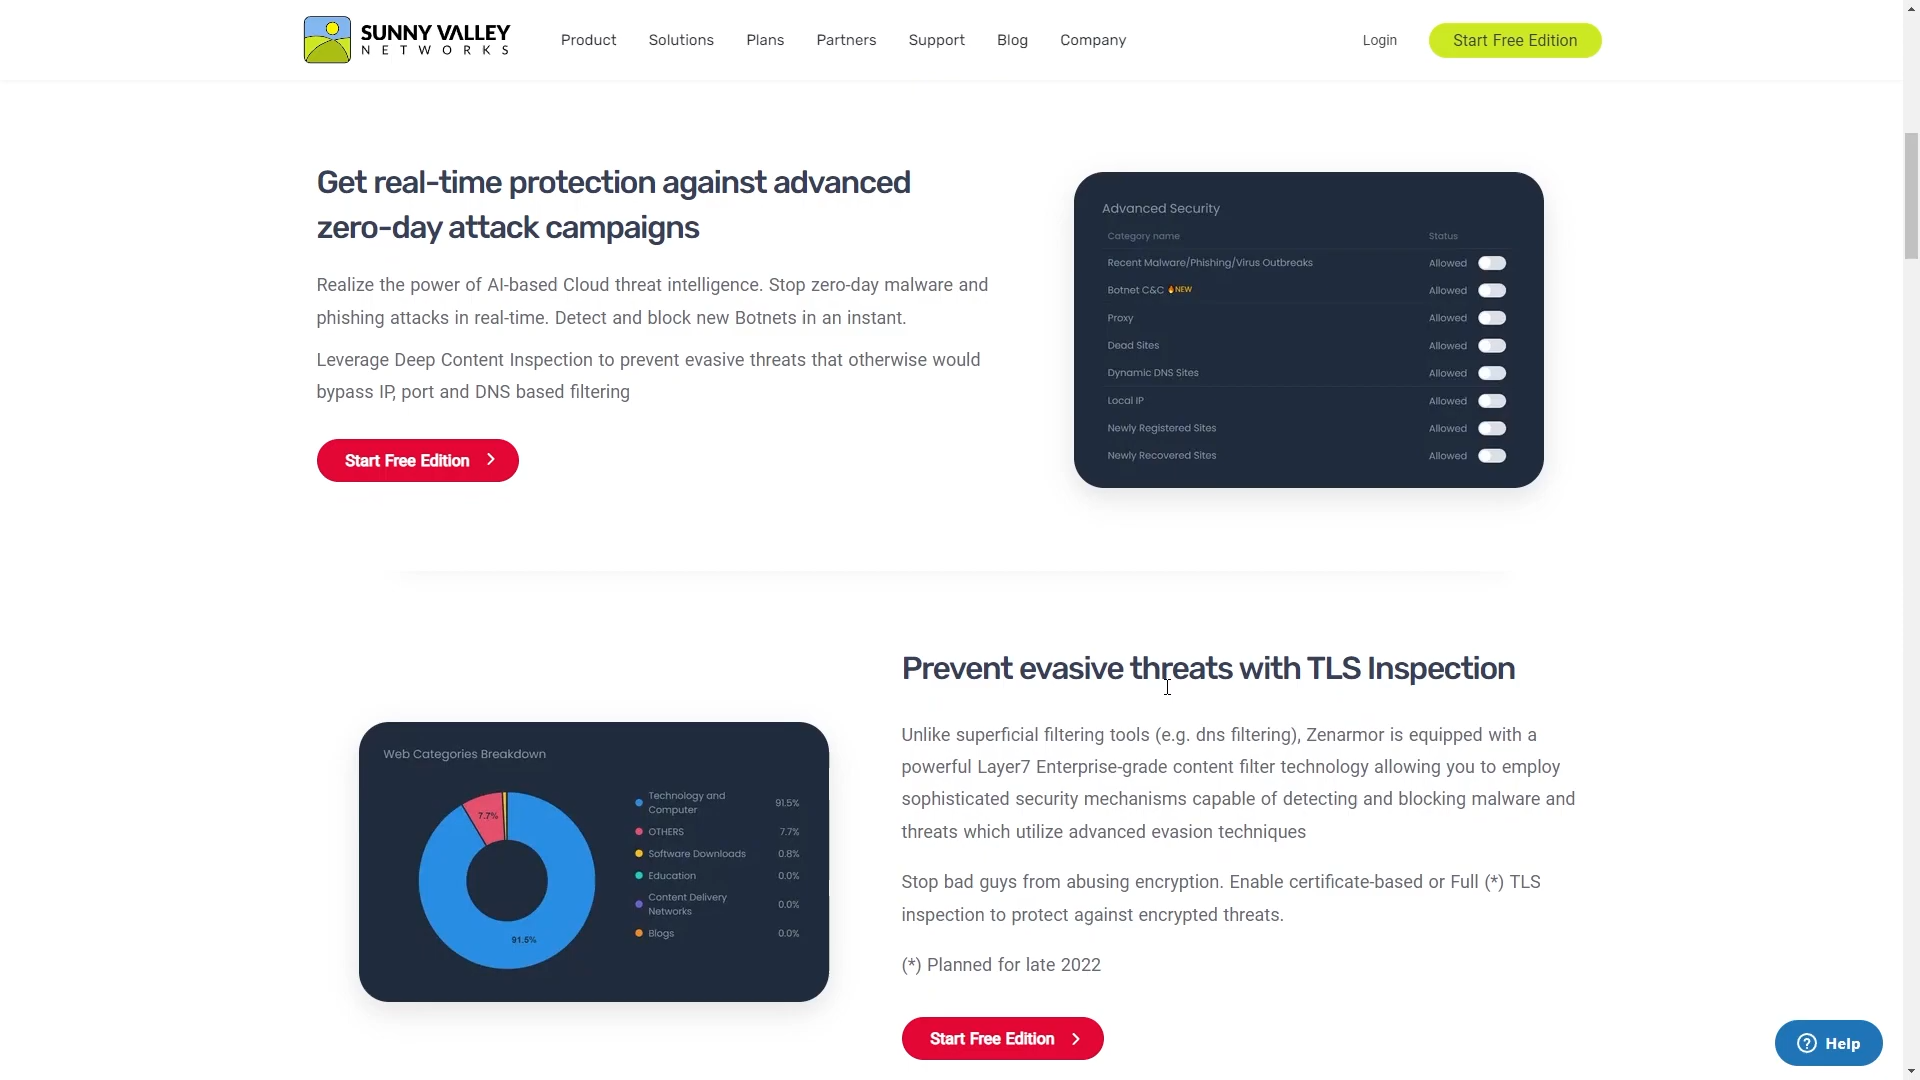 SUNNY VALLEY
NETWORKS
Product
Solutions
Plans
Partners
Support
Blog
Company
Login
Start Free Edition
Get real-time protection against advanced
zero-day attack campaigns
Realize the power of AI-based Cloud threat intelligence. Stop zero-day malware and
phishing attacks in real-time. Detect and block new Botnets in an instant.
Leverage Deep Content Inspection to prevent evasive threats that otherwise would
bypass IP, port and DNS based filtering
Start Free Edition
Advanced Security
Category name Status
Recent Malware/Phishing/Virus Outbreaks Allowed
Botnet C&C NEW Allowed
Proxy Allowed
Dead Sites Allowed
Dynamic DNS Sites Allowed
Local IP Allowed
Newly Registered Sites Allowed
Newly Recovered Sites Allowed
Web Categories Breakdown
7.7%
91.5%
Technology and
Computer 91.5%
OTHERS 7.7%
Software Downloads 0.8%
Education 0.0%
Content Delivery
Networks 0.0%
Blogs 0.0%
Prevent evasive threats with TLS Inspection
Unlike superficial filtering tools (e.g. dns filtering), Zenarmor is equipped with a
powerful Layer7 Enterprise-grade content filter technology allowing you to employ
sophisticated security mechanisms capable of detecting and blocking malware and
threats which utilize advanced evasion techniques
Stop bad guys from abusing encryption. Enable certificate-based or Full (*) TLS
inspection to protect against encrypted threats.
(*) Planned for late 2022
Start Free Edition
Help